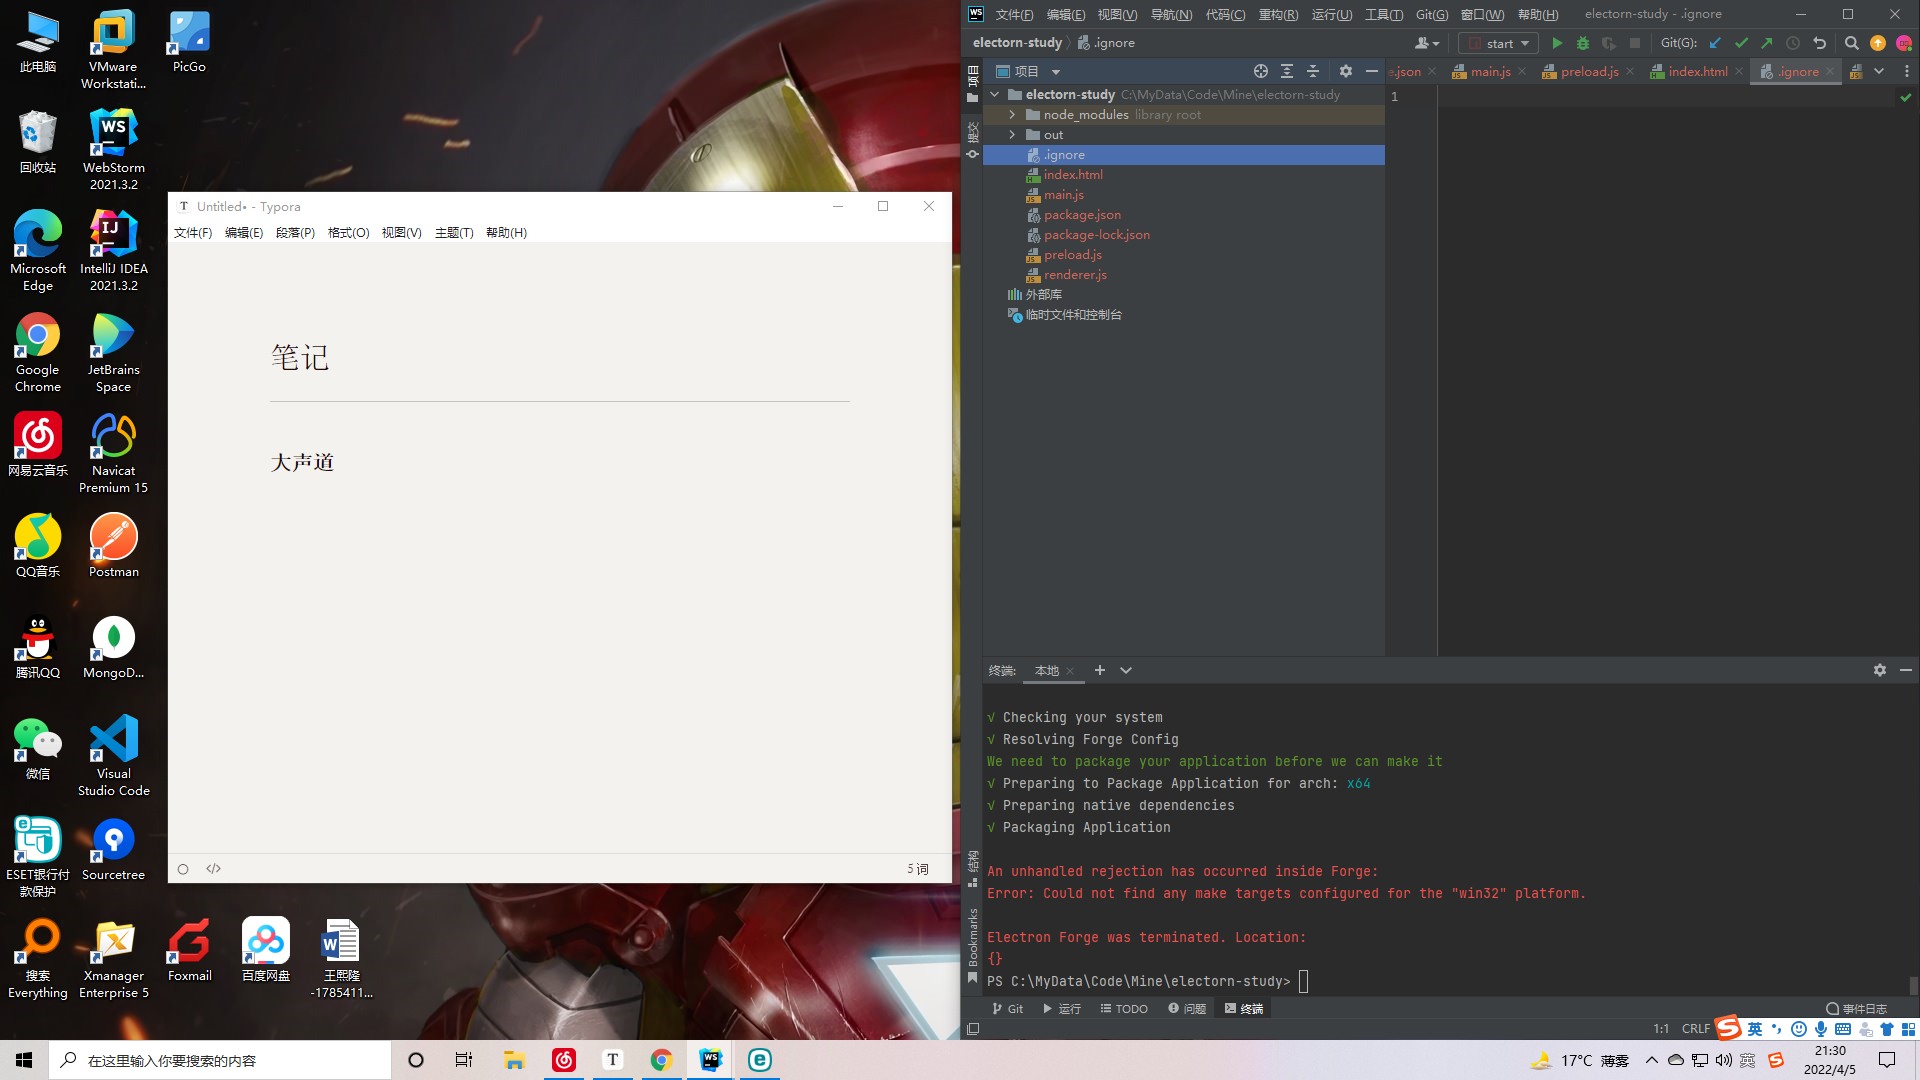 此电脑
VMware
Workstati...
PicGo
回收站
WebStorm
2021.3.2
Microsoft
Edge
IntelliJ IDEA
2021.3.2
Google
Chrome
JetBrains
Space
网易云音乐
Navicat
Premium 15
QQ音乐
Postman
腾讯QQ
MongoD...
微信
Visual
Studio Code
ESET银行付
款保护
Sourcetree
搜索
Everything
Xmanager
Enterprise 5
Foxmail
百度网盘
王熙隆
-1785411...
Untitled• - Typora
文件(F) 编辑(E) 段落(P) 格式(O) 视图(V) 主题(T) 帮助(H)
笔记
大声道
5 词
文件(F) 编辑(E) 视图(V) 导航(N) 代码(C) 重构(R) 运行(U) 工具(T) Git(G) 窗口(W) 帮助(H) electorn-study - .ignore
electorn-study .ignore
start
Git(G):
项目
e.json main.js preload.js index.html .ignore
项目
提交
electorn-study C:\MyData\Code\Mine\electorn-study
node_modules library root
out
.ignore
index.html
main.js
package.json
package-lock.json
preload.js
renderer.js
外部库
临时文件和控制台
1
终端: 本地
√ Checking your system
√ Resolving Forge Config
We need to package your application before we can make it
√ Preparing to Package Application for arch: x64
√ Preparing native dependencies
√ Packaging Application
An unhandled rejection has occurred inside Forge:
Error: Could not find any make targets configured for the "win32" platform.
Electron Forge was terminated. Location:
{}
PS C:\MyData\Code\Mine\electorn-study>
结构
Bookmarks
Git 运行 TODO 问题 终端 事件日志
1:1 CRLF
英
在这里输入你要搜索的内容
17°C 薄雾
英
21:30
2022/4/5